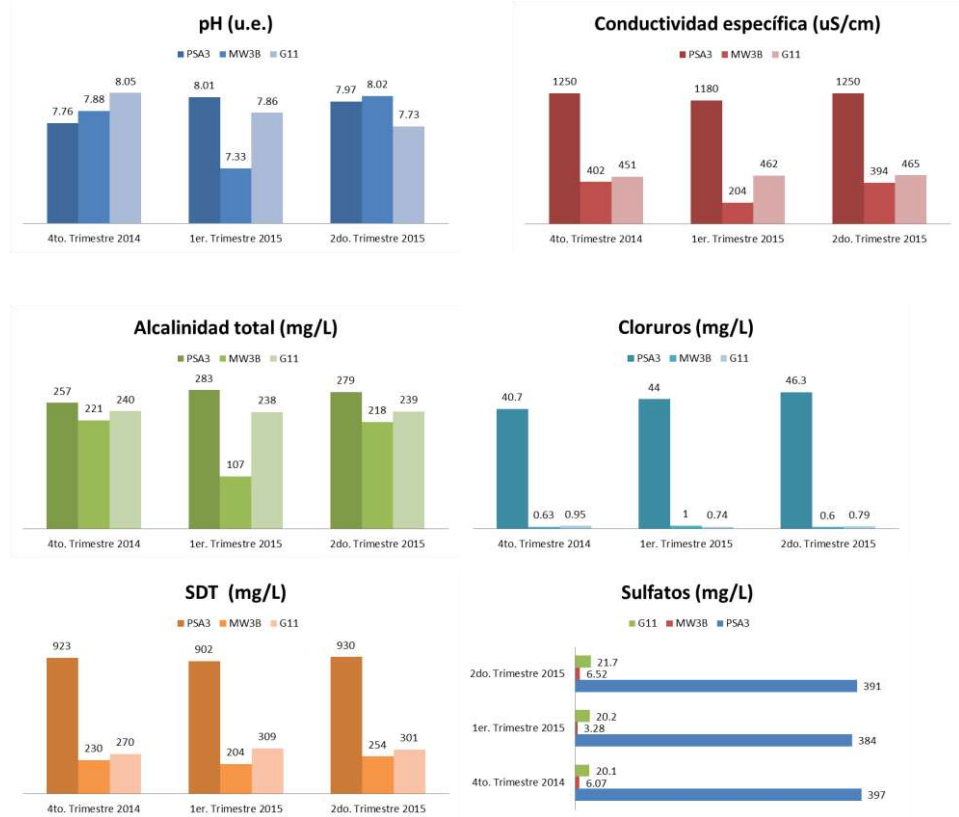 pH (u.e.)
PSA3 MW3B G11
7.76 7.88 8.05 8.01 7.33 7.86 7.97 8.02 7.73
4to. Trimestre 2014 1er. Trimestre 2015 2do. Trimestre 2015
Conductividad específica (uS/cm)
PSA3 MW3B G11
1250 402 451 1180 204 462 1250 394 465
4to. Trimestre 2014 1er. Trimestre 2015 2do. Trimestre 2015
Alcalinidad total (mg/L)
PSA3 MW3B G11
257 221 240 283 107 238 279 218 239
4to. Trimestre 2014 1er. Trimestre 2015 2do. Trimestre 2015
Cloruros (mg/L)
PSA3 MW3B G11
40.7 0.63 0.95 44 1 0.74 46.3 0.6 0.79
4to. Trimestre 2014 1er. Trimestre 2015 2do. Trimestre 2015
SDT (mg/L)
PSA3 MW3B G11
923 230 270 902 204 309 930 254 301
4to. Trimestre 2014 1er. Trimestre 2015 2do. Trimestre 2015
Sulfatos (mg/L)
G11 MW3B PSA3
21.7
2do. Trimestre 2015 6.52
391
20.2
1er. Trimestre 2015 3.28
384
20.1
4to. Trimestre 2014 6.07
397